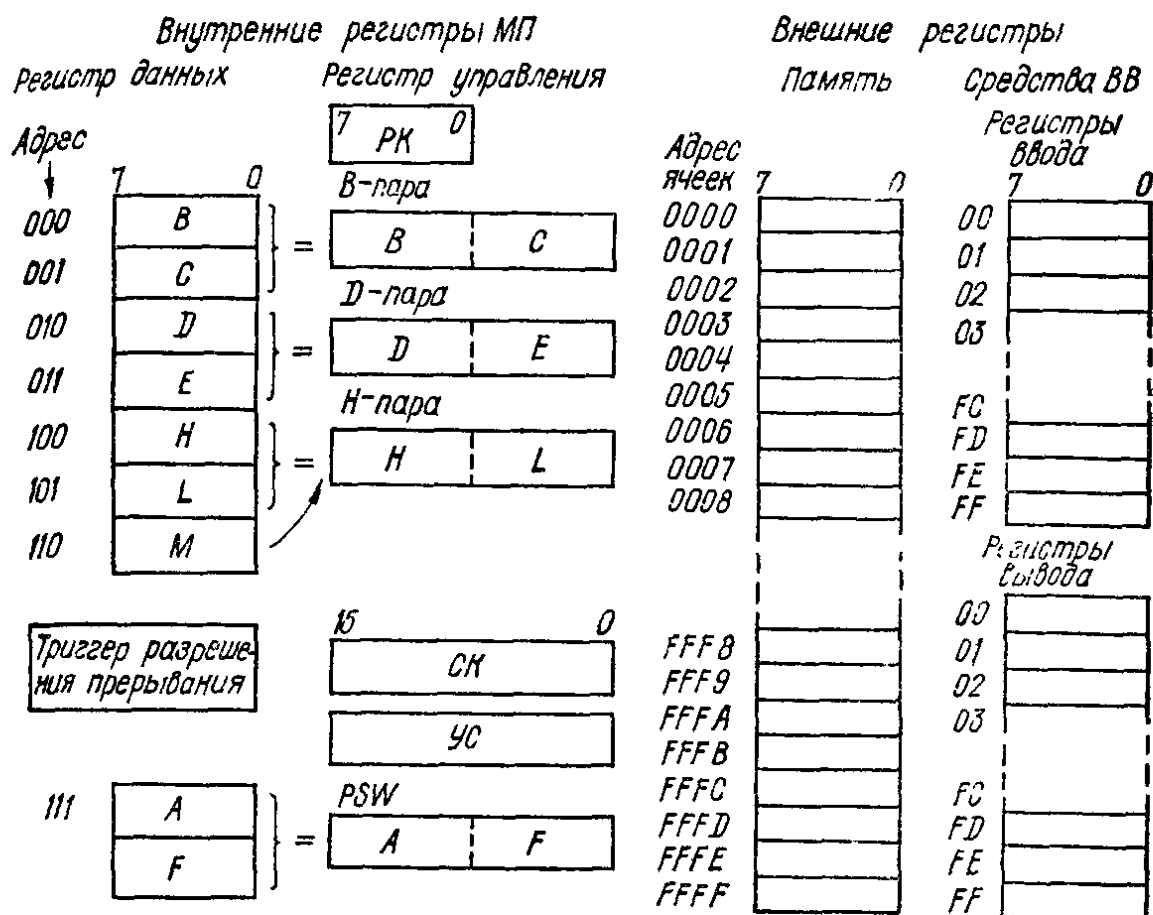 Внутренние регистры МП
Внешние регистры
Регистр данных
Регистр управления
Память
Средства ВВ
Адрес
7 0
000 B
001 C
010 D
011 E
100 H
101 L
110 M
Триггер разреше-
ния прерывания
111 A
F
7 РК 0
B-пара
= B C
D-пара
= D E
H-пара
= H L
15 0
СК
УС
PSW
= A F
Адрес
ячеек
7 0
0000
0001
0002
0003
0004
0005
0006
0007
0008
FFF8
FFF9
FFFA
FFFB
FFFC
FFFD
FFFE
FFFF
Регистры
ввода
7 0
00
01
02
03
FC
FD
FE
FF
Регистры
вывода
00
01
02
03
FC
FD
FE
FF